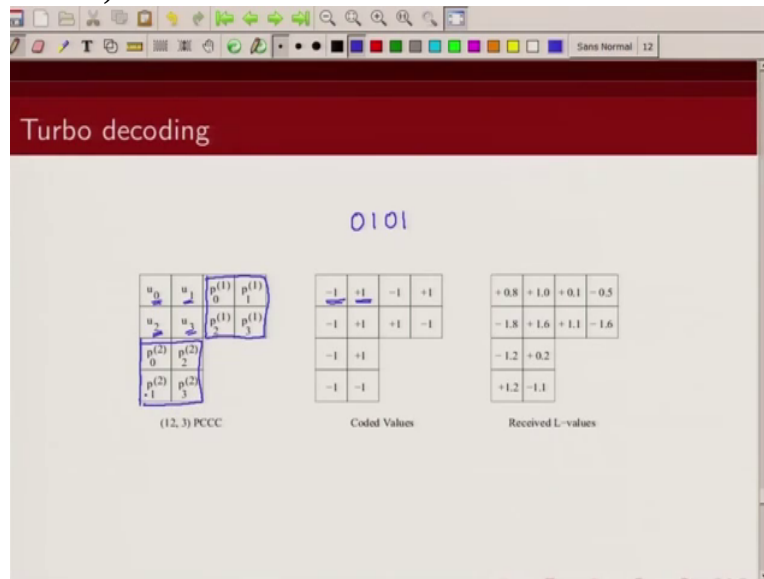 T
Sans Normal 12
Turbo decoding
0101
u0 u1 p(1)0 p(1)1
u2 u3 p(1)2 p(1)3
p(2)0 p(2)2
p(2)1 p(2)3
(12, 3) PCCC
−1 +1 −1 +1
−1 +1 +1 −1
−1 +1
−1 −1
Coded Values
+0.8 +1.0 +0.1 −0.5
−1.8 +1.6 +1.1 −1.6
−1.2 +0.2
+1.2 −1.1
Received L−values